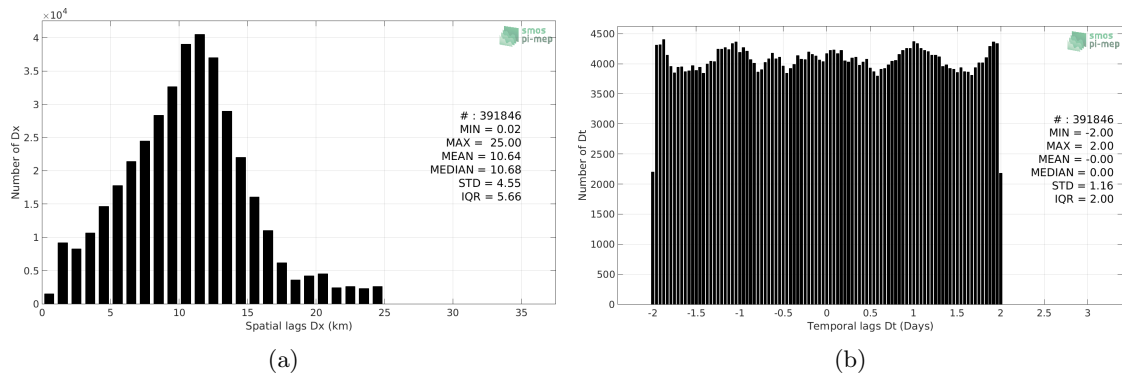 ×10⁴
4
3.5
3
2.5
2
1.5
1
0.5
0
Number of Dx
0 5 10 15 20 25 30 35
Spatial lags Dx (km)
smos
pi-mep
# : 391846
MIN = 0.02
MAX = 25.00
MEAN = 10.64
MEDIAN = 10.68
STD = 4.55
IQR = 5.66
(a)
4500
4000
3500
3000
2500
2000
1500
1000
500
0
Number of Dt
-2 -1.5 -1 -0.5 0 0.5 1 1.5 2 2.5 3
Temporal lags Dt (Days)
smos
pi-mep
# : 391846
MIN = -2.00
MAX = 2.00
MEAN = -0.00
MEDIAN = 0.00
STD = 1.16
IQR = 2.00
(b)